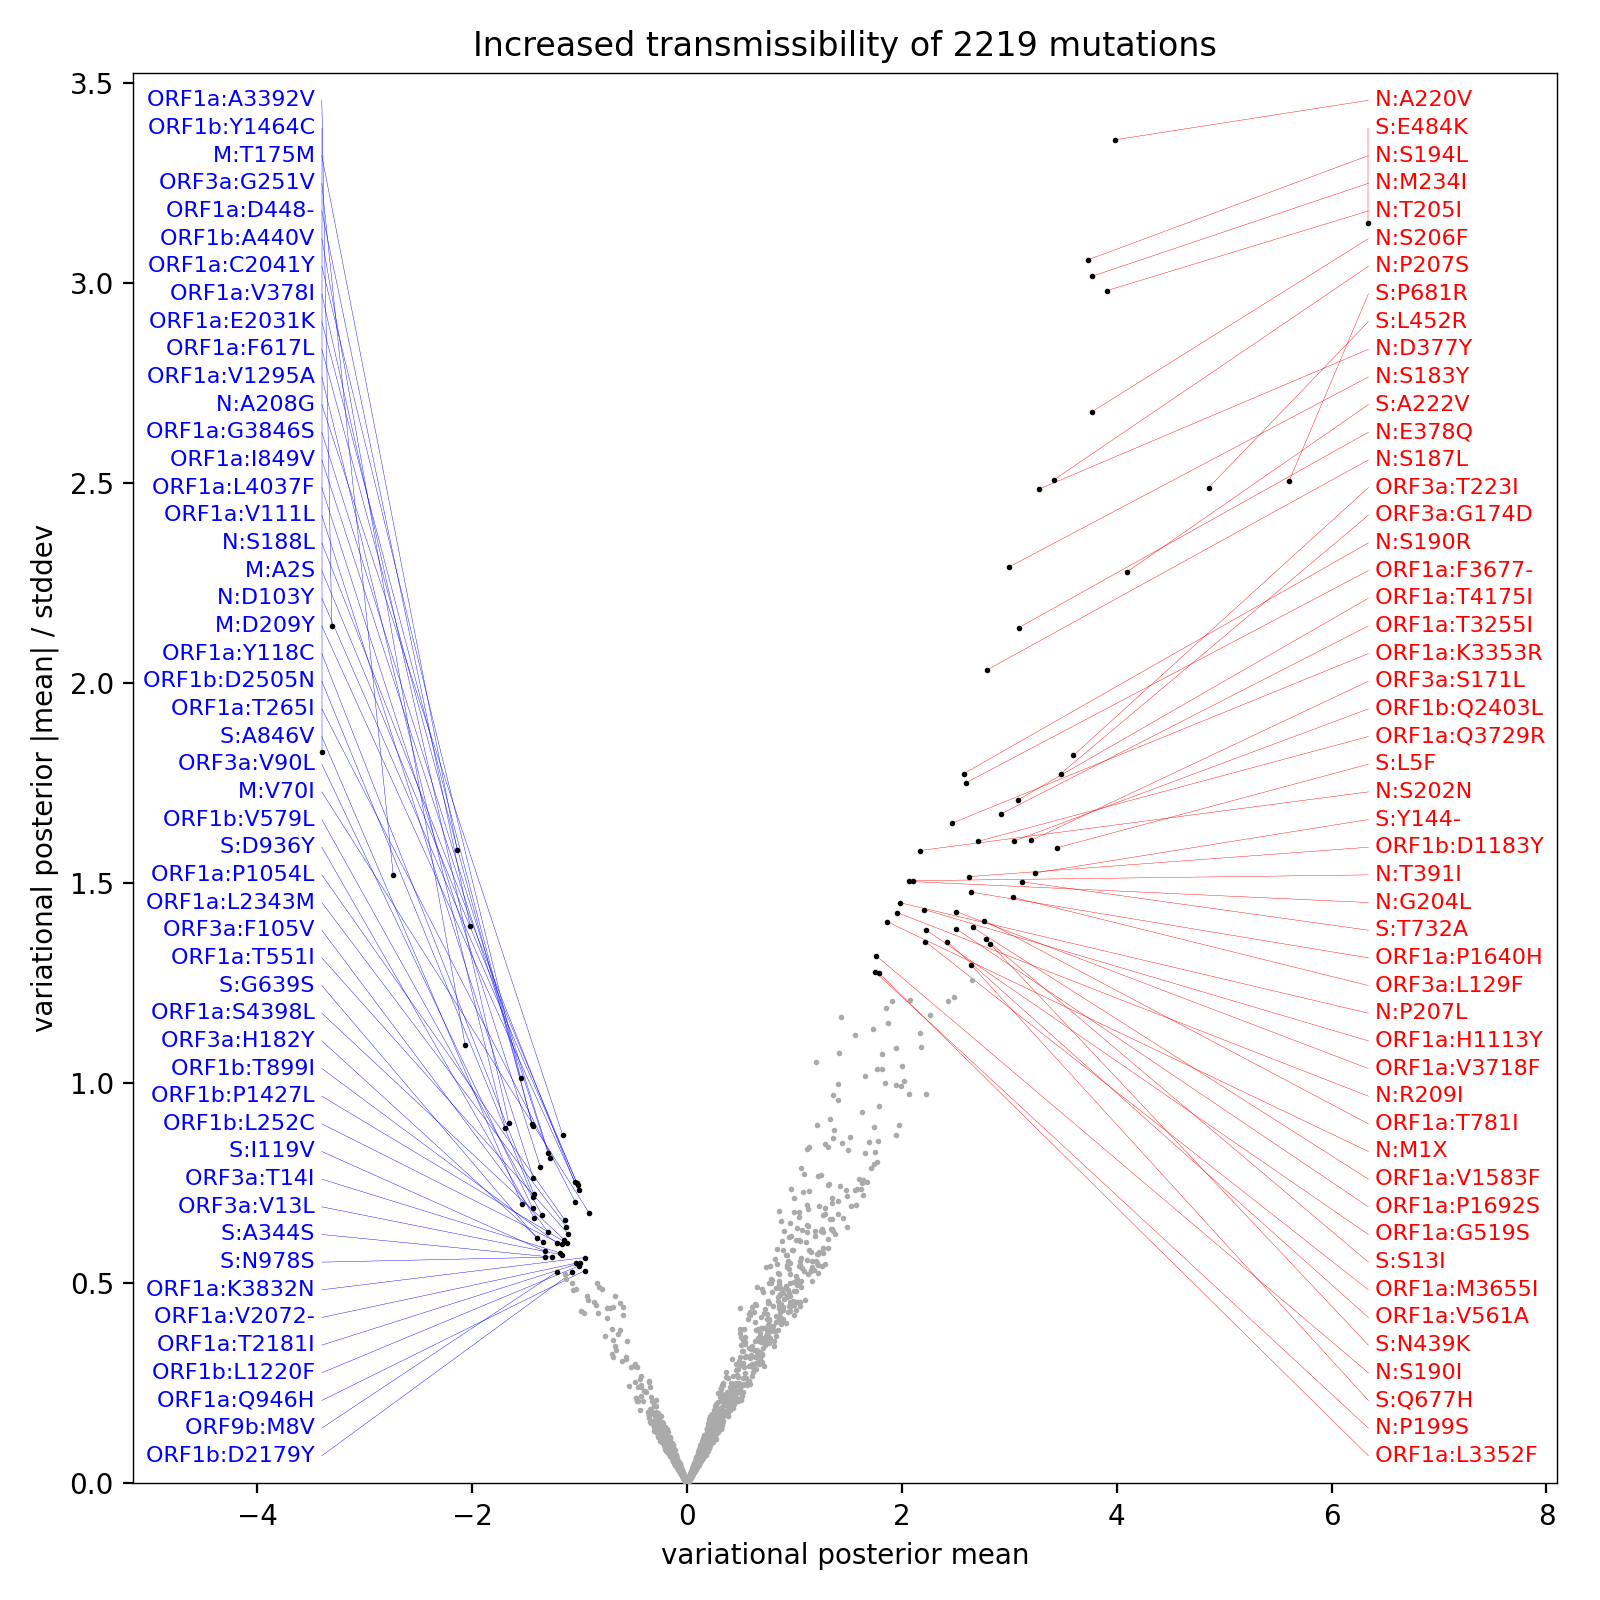 Increased transmissibility of 2219 mutations
variational posterior |mean| / stddev
3.5
3.0
2.5
2.0
1.5
1.0
0.5
0.0
ORF1a:A3392V
ORF1b:Y1464C
M:T175M
ORF3a:G251V
ORF1a:D448-
ORF1b:A440V
ORF1a:C2041Y
ORF1a:V378I
ORF1a:E2031K
ORF1a:F617L
ORF1a:V1295A
N:A208G
ORF1a:G3846S
ORF1a:I849V
ORF1a:L4037F
ORF1a:V111L
N:S188L
M:A2S
N:D103Y
M:D209Y
ORF1a:Y118C
ORF1b:D2505N
ORF1a:T265I
S:A846V
ORF3a:V90L
M:V70I
ORF1b:V579L
S:D936Y
ORF1a:P1054L
ORF1a:L2343M
ORF3a:F105V
ORF1a:T551I
S:G639S
ORF1a:S4398L
ORF3a:H182Y
ORF1b:T899I
ORF1b:P1427L
ORF1b:L252C
S:I119V
ORF3a:T14I
ORF3a:V13L
S:A344S
S:N978S
ORF1a:K3832N
ORF1a:V2072-
ORF1a:T2181I
ORF1b:L1220F
ORF1a:Q946H
ORF9b:M8V
ORF1b:D2179Y
N:A220V
S:E484K
N:S194L
N:M234I
N:T205I
N:S206F
N:P207S
S:P681R
S:L452R
N:D377Y
N:S183Y
S:A222V
N:E378Q
N:S187L
ORF3a:T223I
ORF3a:G174D
N:S190R
ORF1a:F3677-
ORF1a:T4175I
ORF1a:T3255I
ORF1a:K3353R
ORF3a:S171L
ORF1b:Q2403L
ORF1a:Q3729R
S:L5F
N:S202N
S:Y144-
ORF1b:D1183Y
N:T391I
N:G204L
S:T732A
ORF1a:P1640H
ORF3a:L129F
N:P207L
ORF1a:H1113Y
ORF1a:V3718F
N:R209I
ORF1a:T781I
N:M1X
ORF1a:V1583F
ORF1a:P1692S
ORF1a:G519S
S:S13I
ORF1a:M3655I
ORF1a:V561A
S:N439K
N:S190I
S:Q677H
N:P199S
ORF1a:L3352F
−4
−2
0
2
4
6
8
variational posterior mean